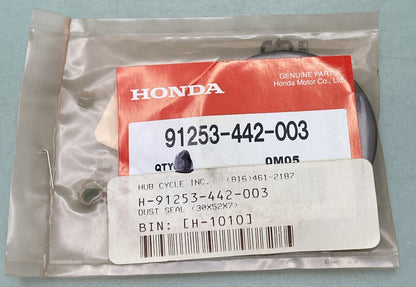 GENUINE PARTS
Honda Motor Co., Ltd.
HONDA
91253-442-003
QTY
0M05
HUB CYCLE INC. (816)461-2187
H-91253-442-003
DUST SEAL (30X52X7)
BIN: [H-1010]